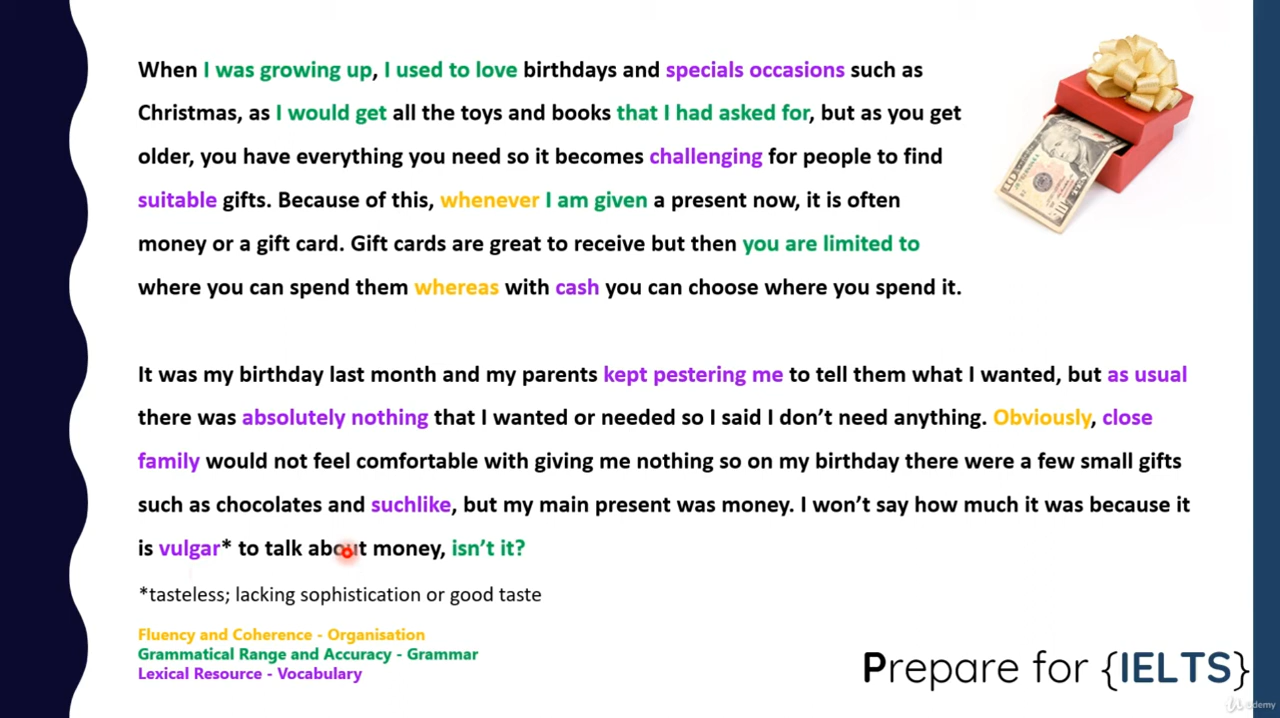 When I was growing up, I used to love birthdays and specials occasions such as
Christmas, as I would get all the toys and books that I had asked for, but as you get
older, you have everything you need so it becomes challenging for people to find
suitable gifts. Because of this, whenever I am given a present now, it is often
money or a gift card. Gift cards are great to receive but then you are limited to
where you can spend them whereas with cash you can choose where you spend it.
It was my birthday last month and my parents kept pestering me to tell them what I wanted, but as usual
there was absolutely nothing that I wanted or needed so I said I don't need anything. Obviously, close
family would not feel comfortable with giving me nothing so on my birthday there were a few small gifts
such as chocolates and suchlike, but my main present was money. I won't say how much it was because it
is vulgar* to talk about money, isn't it?
*tasteless; lacking sophistication or good taste
Fluency and Coherence - Organisation
Grammatical Range and Accuracy - Grammar
Lexical Resource - Vocabulary
Prepare for {IELTS}
Udemy